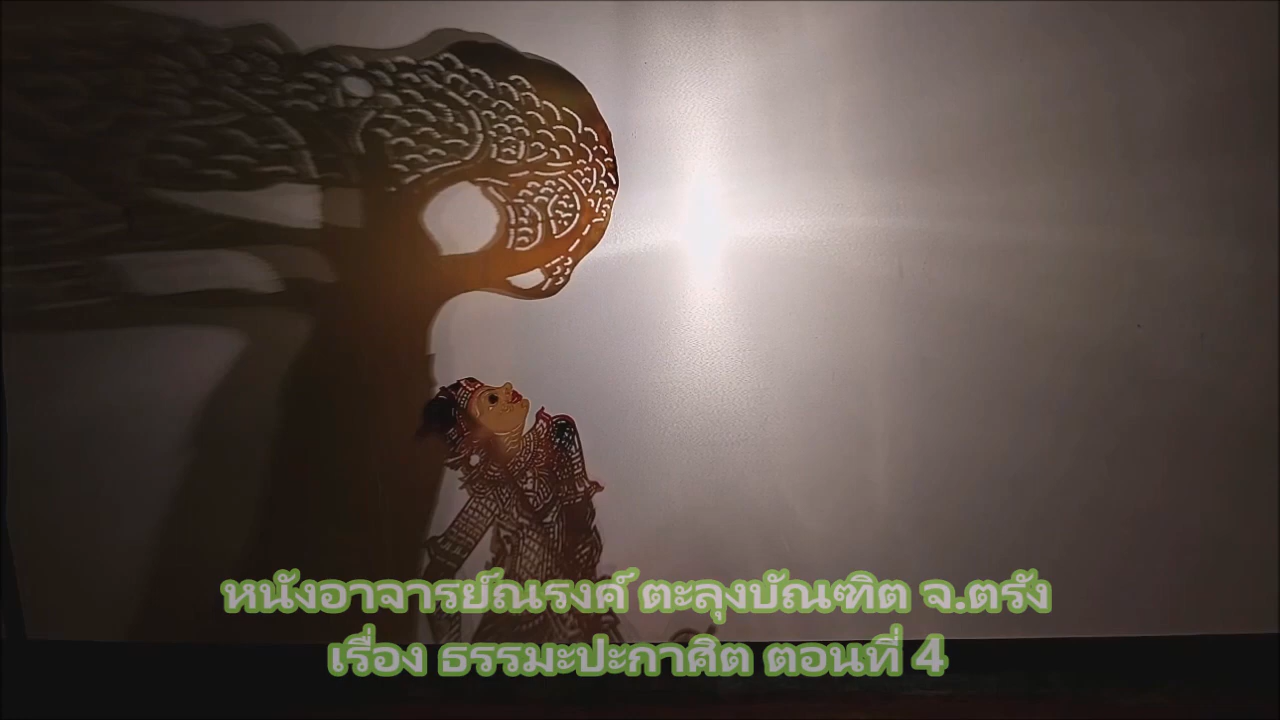 หนังอาจารย์ณรงค์ ตะลุงบัณฑิต จ.ตรัง
เรื่อง ธรรมะปะกาศิต ตอนที่ 4